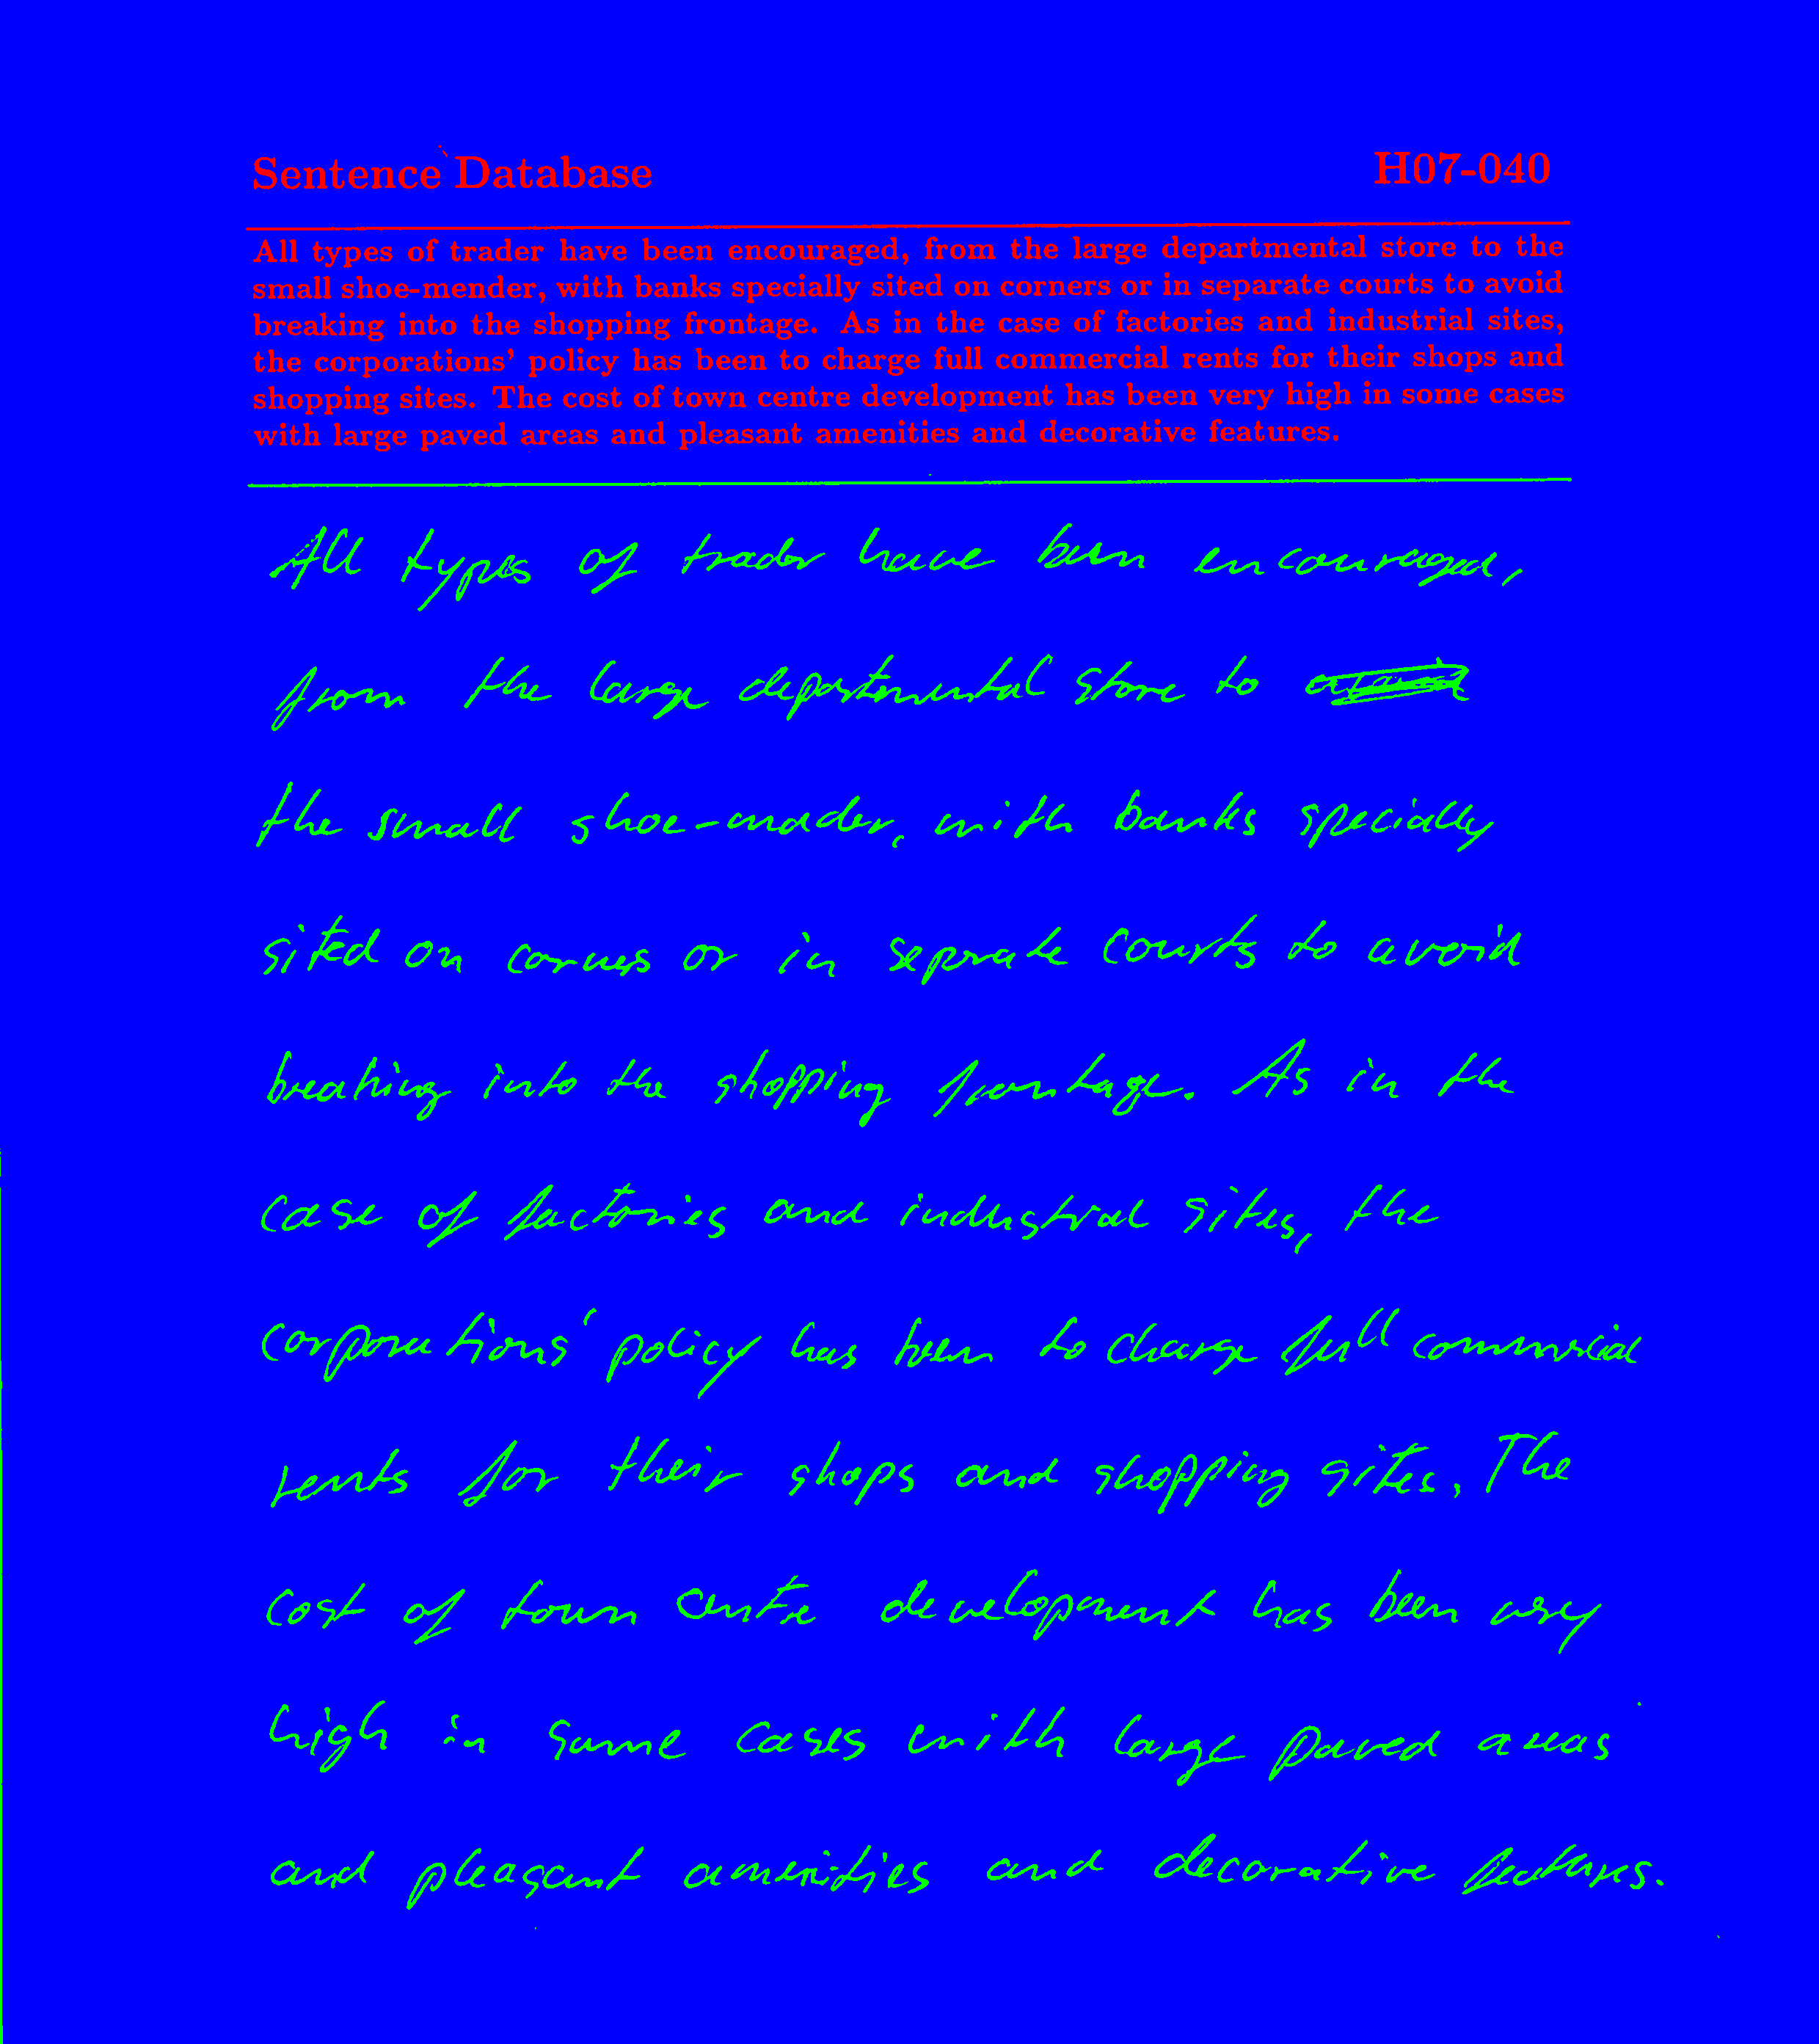 Sentence Database H07-040
All types of trader have been encouraged, from the large departmental store to the
small shoe-mender, with banks specially sited on corners or in separate courts to avoid
breaking into the shopping frontage. As in the case of factories and industrial sites,
the corporations' policy has been to charge full commercial rents for their shops and
shopping sites. The cost of town centre development has been very high in some cases
with large paved areas and pleasant amenities and decorative features.
All types of trader have been encouraged,
from the large departmental store to
the small shoe-mader, with banks specially
sited on corners or in separate courts to avoid
breaking into the shopping frontage. As in the
case of factories and industrial sites, the
corporations' policy has been to charge full commercial
rents for their shops and shopping sites. The
cost of town centre development has been very
high in some cases with large paved areas
and pleasant amenities and decorative features.